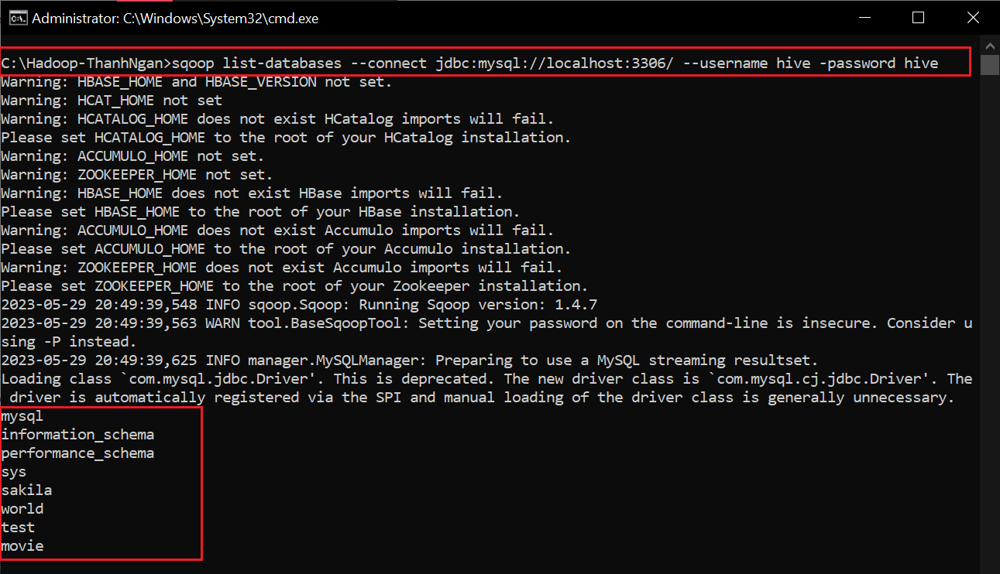 Administrator: C:\Windows\System32\cmd.exe
C:\Hadoop-ThanhNgan>sqoop list-databases --connect jdbc:mysql://localhost:3306/ --username hive -password hive
Warning: HBASE_HOME and HBASE_VERSION not set.
Warning: HCAT_HOME not set
Warning: HCATALOG_HOME does not exist HCatalog imports will fail.
Please set HCATALOG_HOME to the root of your HCatalog installation.
Warning: ACCUMULO_HOME not set.
Warning: ZOOKEEPER_HOME not set.
Warning: HBASE_HOME does not exist HBase imports will fail.
Please set HBASE_HOME to the root of your HBase installation.
Warning: ACCUMULO_HOME does not exist Accumulo imports will fail.
Please set ACCUMULO_HOME to the root of your Accumulo installation.
Warning: ZOOKEEPER_HOME does not exist Accumulo imports will fail.
Please set ZOOKEEPER_HOME to the root of your Zookeeper installation.
2023-05-29 20:49:39,548 INFO sqoop.Sqoop: Running Sqoop version: 1.4.7
2023-05-29 20:49:39,563 WARN tool.BaseSqoopTool: Setting your password on the command-line is insecure. Consider u
sing -P instead.
2023-05-29 20:49:39,625 INFO manager.MySQLManager: Preparing to use a MySQL streaming resultset.
Loading class `com.mysql.jdbc.Driver'. This is deprecated. The new driver class is `com.mysql.cj.jdbc.Driver'. The
 driver is automatically registered via the SPI and manual loading of the driver class is generally unnecessary.
mysql
information_schema
performance_schema
sys
sakila
world
test
movie